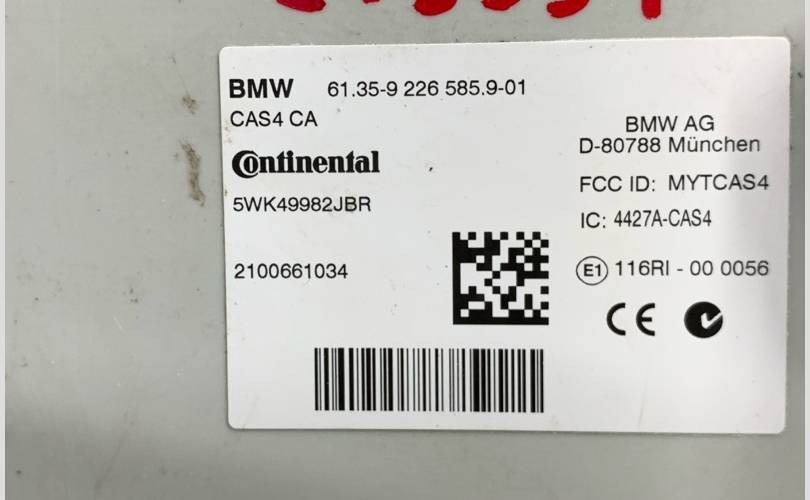 BMW 61.35-9 226 585.9-01
CAS4 CA
Continental
5WK49982JBR
2100661034
BMW AG
D-80788 München
FCC ID: MYTCAS4
IC: 4427A-CAS4
E1 116RI - 00 0056
CE